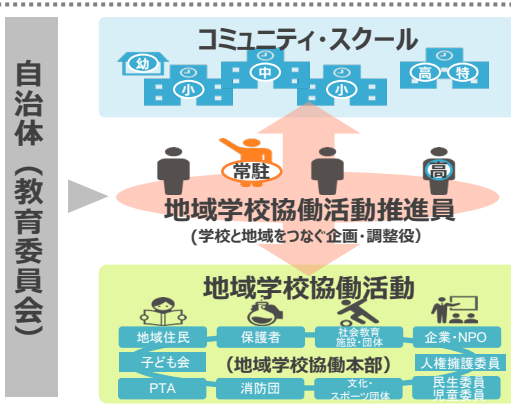 自治体（教育委員会）
コミュニティ・スクール
幼
小
中
小
高
特
常駐
高
地域学校協働活動推進員
(学校と地域をつなぐ企画・調整役)
地域学校協働活動
地域住民
保護者
社会教育
施設・団体
企業・NPO
子ども会
(地域学校協働本部)
人権擁護委員
PTA
消防団
文化・
スポーツ団体
民生委員
児童委員